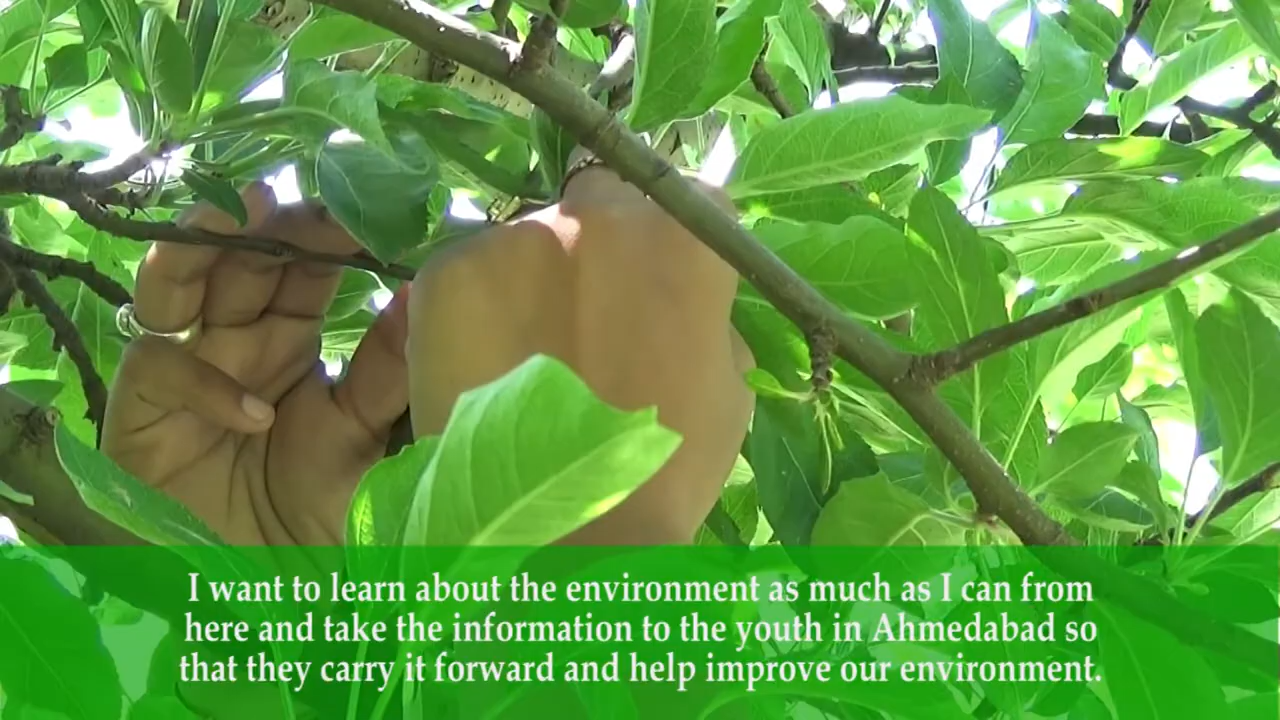 I want to learn about the environment as much as I can from
here and take the information to the youth in Ahmedabad so
that they carry it forward and help improve our environment.